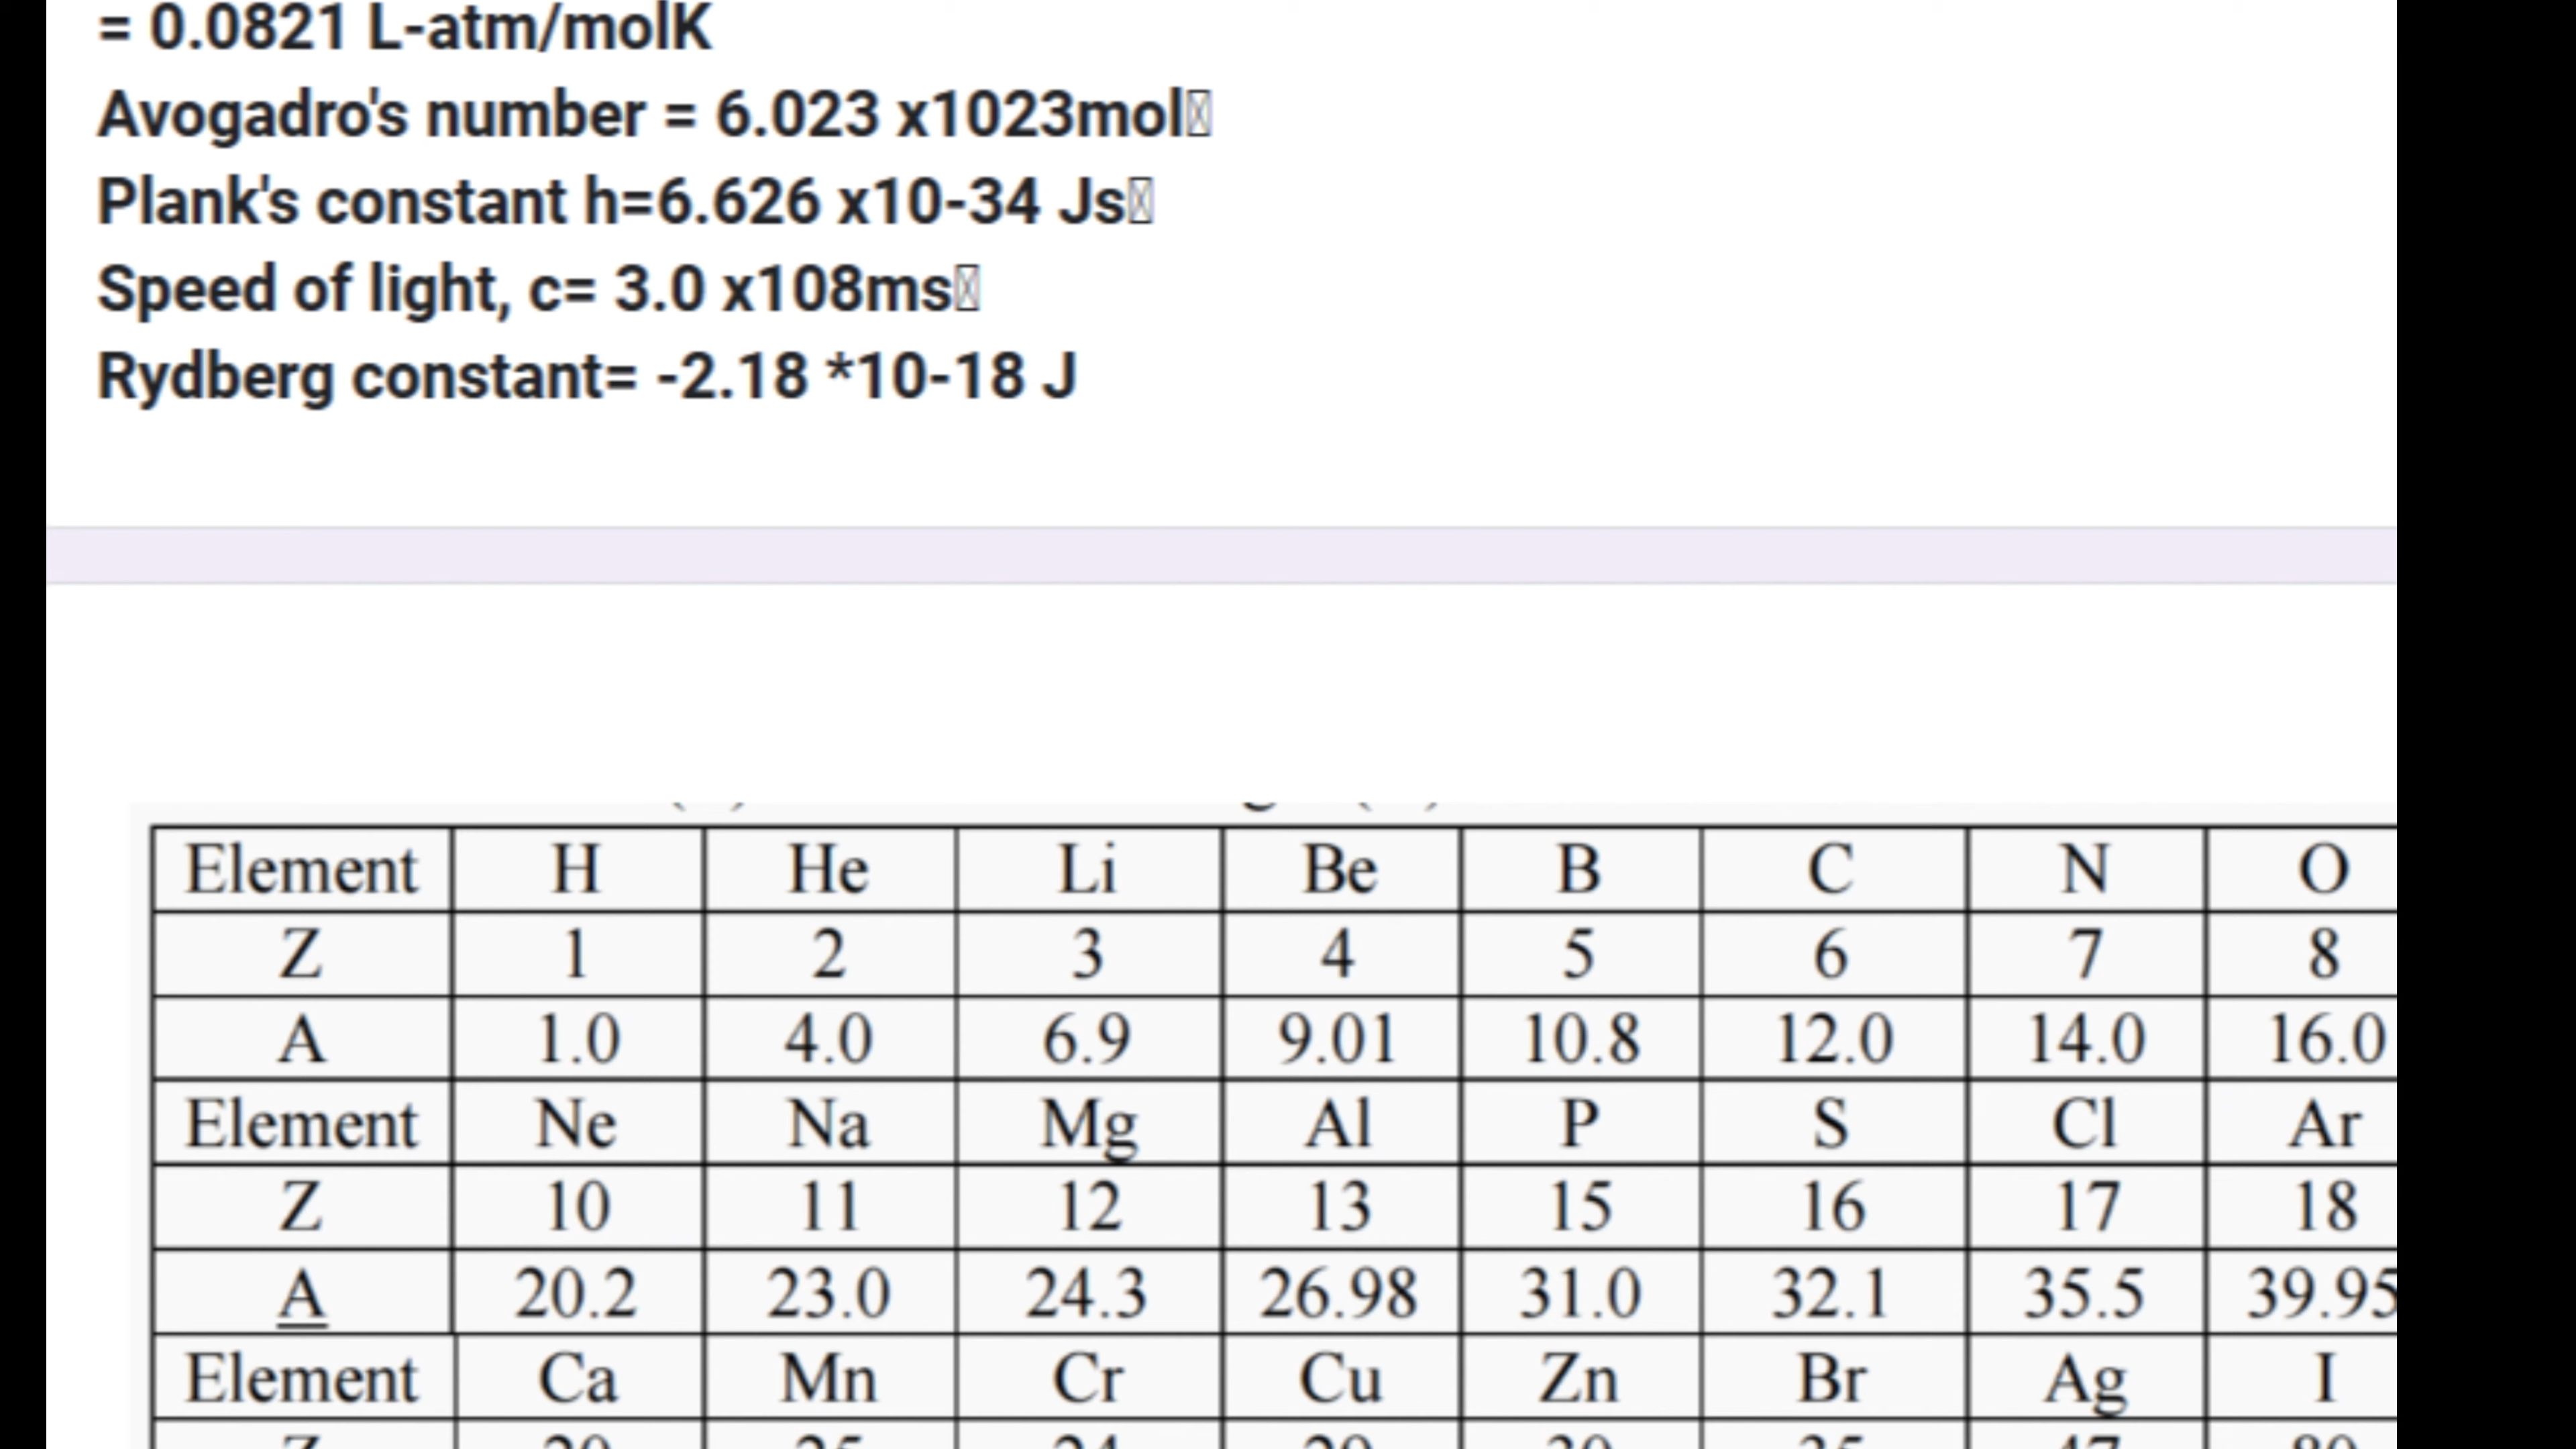 = 0.0821 L-atm/molK
Avogadro's number = 6.023 x1023mol
Plank's constant h=6.626 x10-34 Js
Speed of light, c= 3.0 x108ms
Rydberg constant= -2.18 *10-18 J
Element H He Li Be B C N O
Z 1 2 3 4 5 6 7 8
A 1.0 4.0 6.9 9.01 10.8 12.0 14.0 16.0
Element Ne Na Mg Al P S Cl Ar
Z 10 11 12 13 15 16 17 18
A 20.2 23.0 24.3 26.98 31.0 32.1 35.5 39.95
Element Ca Mn Cr Cu Zn Br Ag I